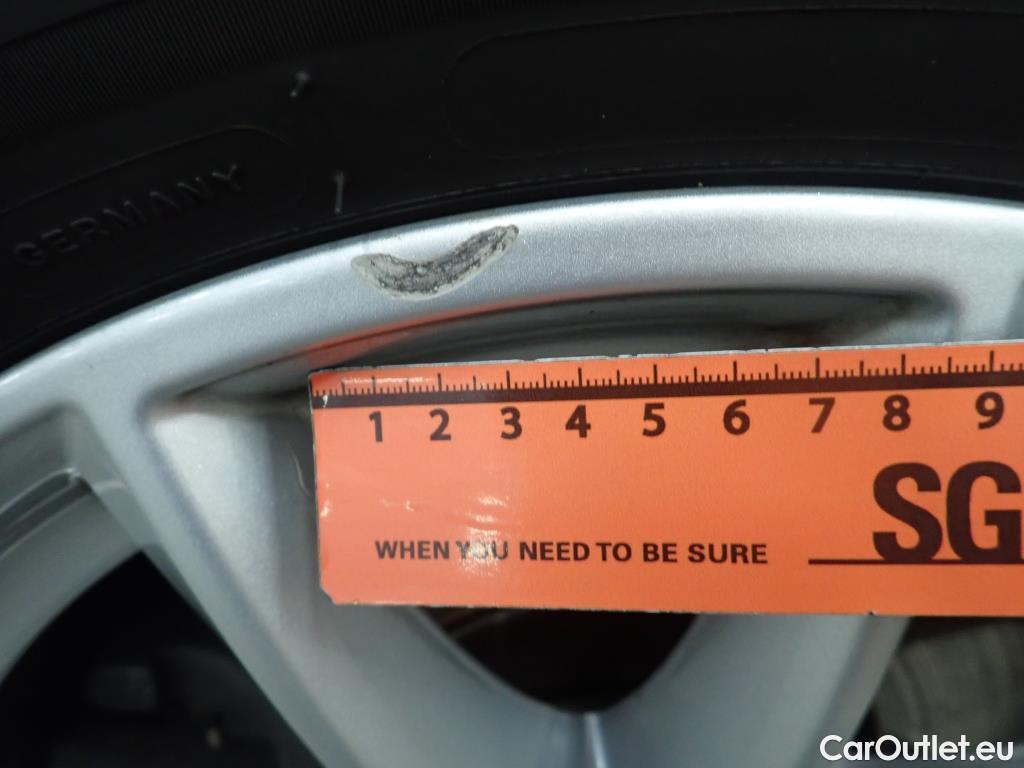 GERMANY
1 2 3 4 5 6 7 8 9
SG
WHEN YOU NEED TO BE SURE
CarOutlet.eu